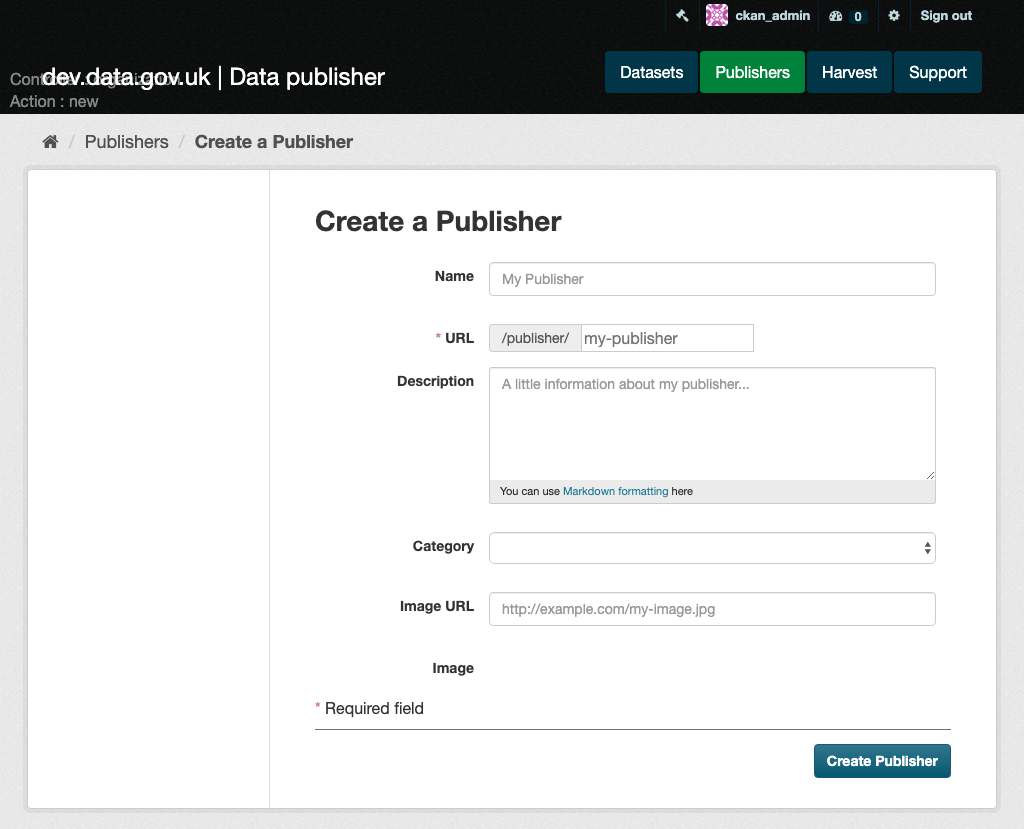 ckan_admin 0 Sign out
dev.data.gov.uk | Data publisher
Datasets Publishers Harvest Support
Action : new
/ Publishers / Create a Publisher
Create a Publisher
Name My Publisher
* URL /publisher/ my-publisher
Description A little information about my publisher...
You can use Markdown formatting here
Category
Image URL http://example.com/my-image.jpg
Image
* Required field
Create Publisher